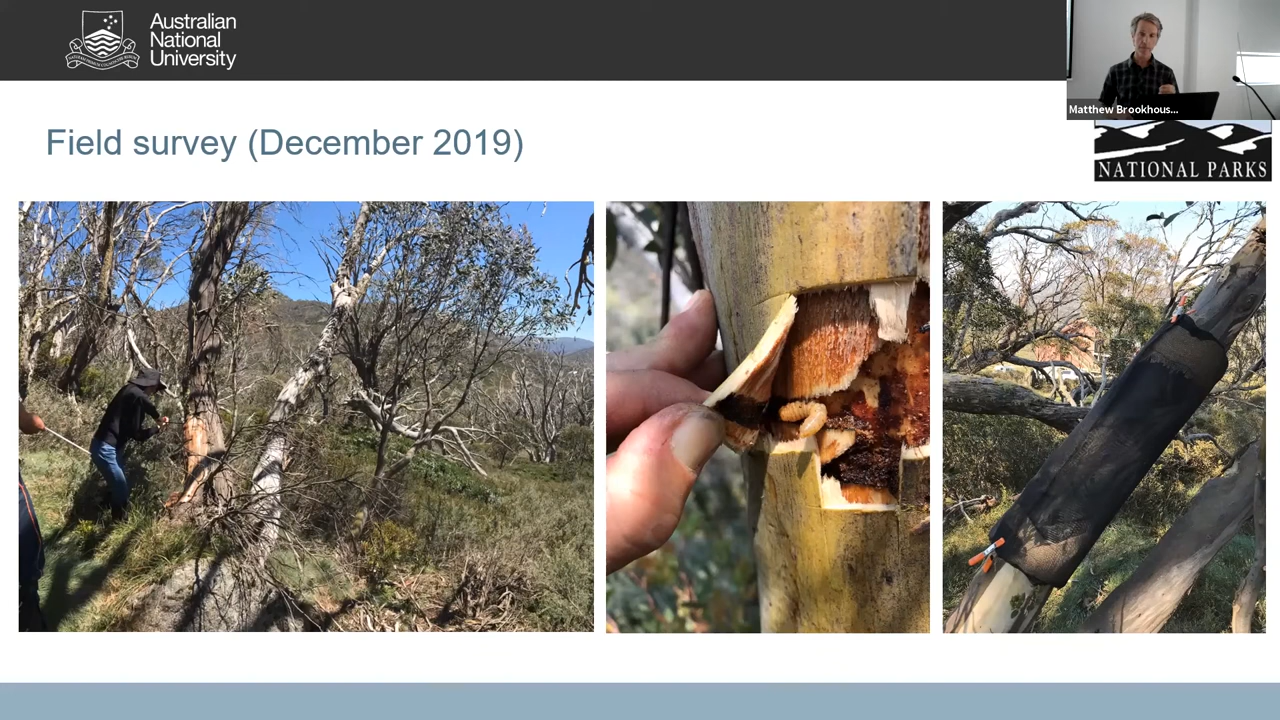 Australian
National
University
Matthew Brookhous...
Field survey (December 2019)
NATIONAL PARKS